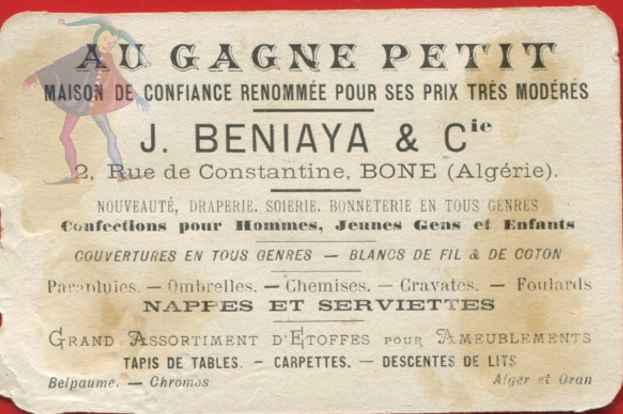 AU GAGNE PETIT
MAISON DE CONFIANCE RENOMMÉE POUR SES PRIX TRÈS MODÉRÉS
J. BENIAYA & Cie
2, Rue de Constantine, BONE (Algérie).
NOUVEAUTÉ, DRAPERIE. SOIERIE. BONNETERIE EN TOUS GENRES
Confections pour Hommes, Jeunes Gens et Enfants
COUVERTURES EN TOUS GENRES — BLANCS DE FIL & DE COTON
Parapluies. — Ombrelles. — Chemises. — Cravates. — Foulards
NAPPES ET SERVIETTES
GRAND ASSORTIMENT D'ETOFFES POUR AMEUBLEMENTS
TAPIS DE TABLES. - CARPETTES. — DESCENTES DE LITS
Belpaume. — Chromos Alger et Oran